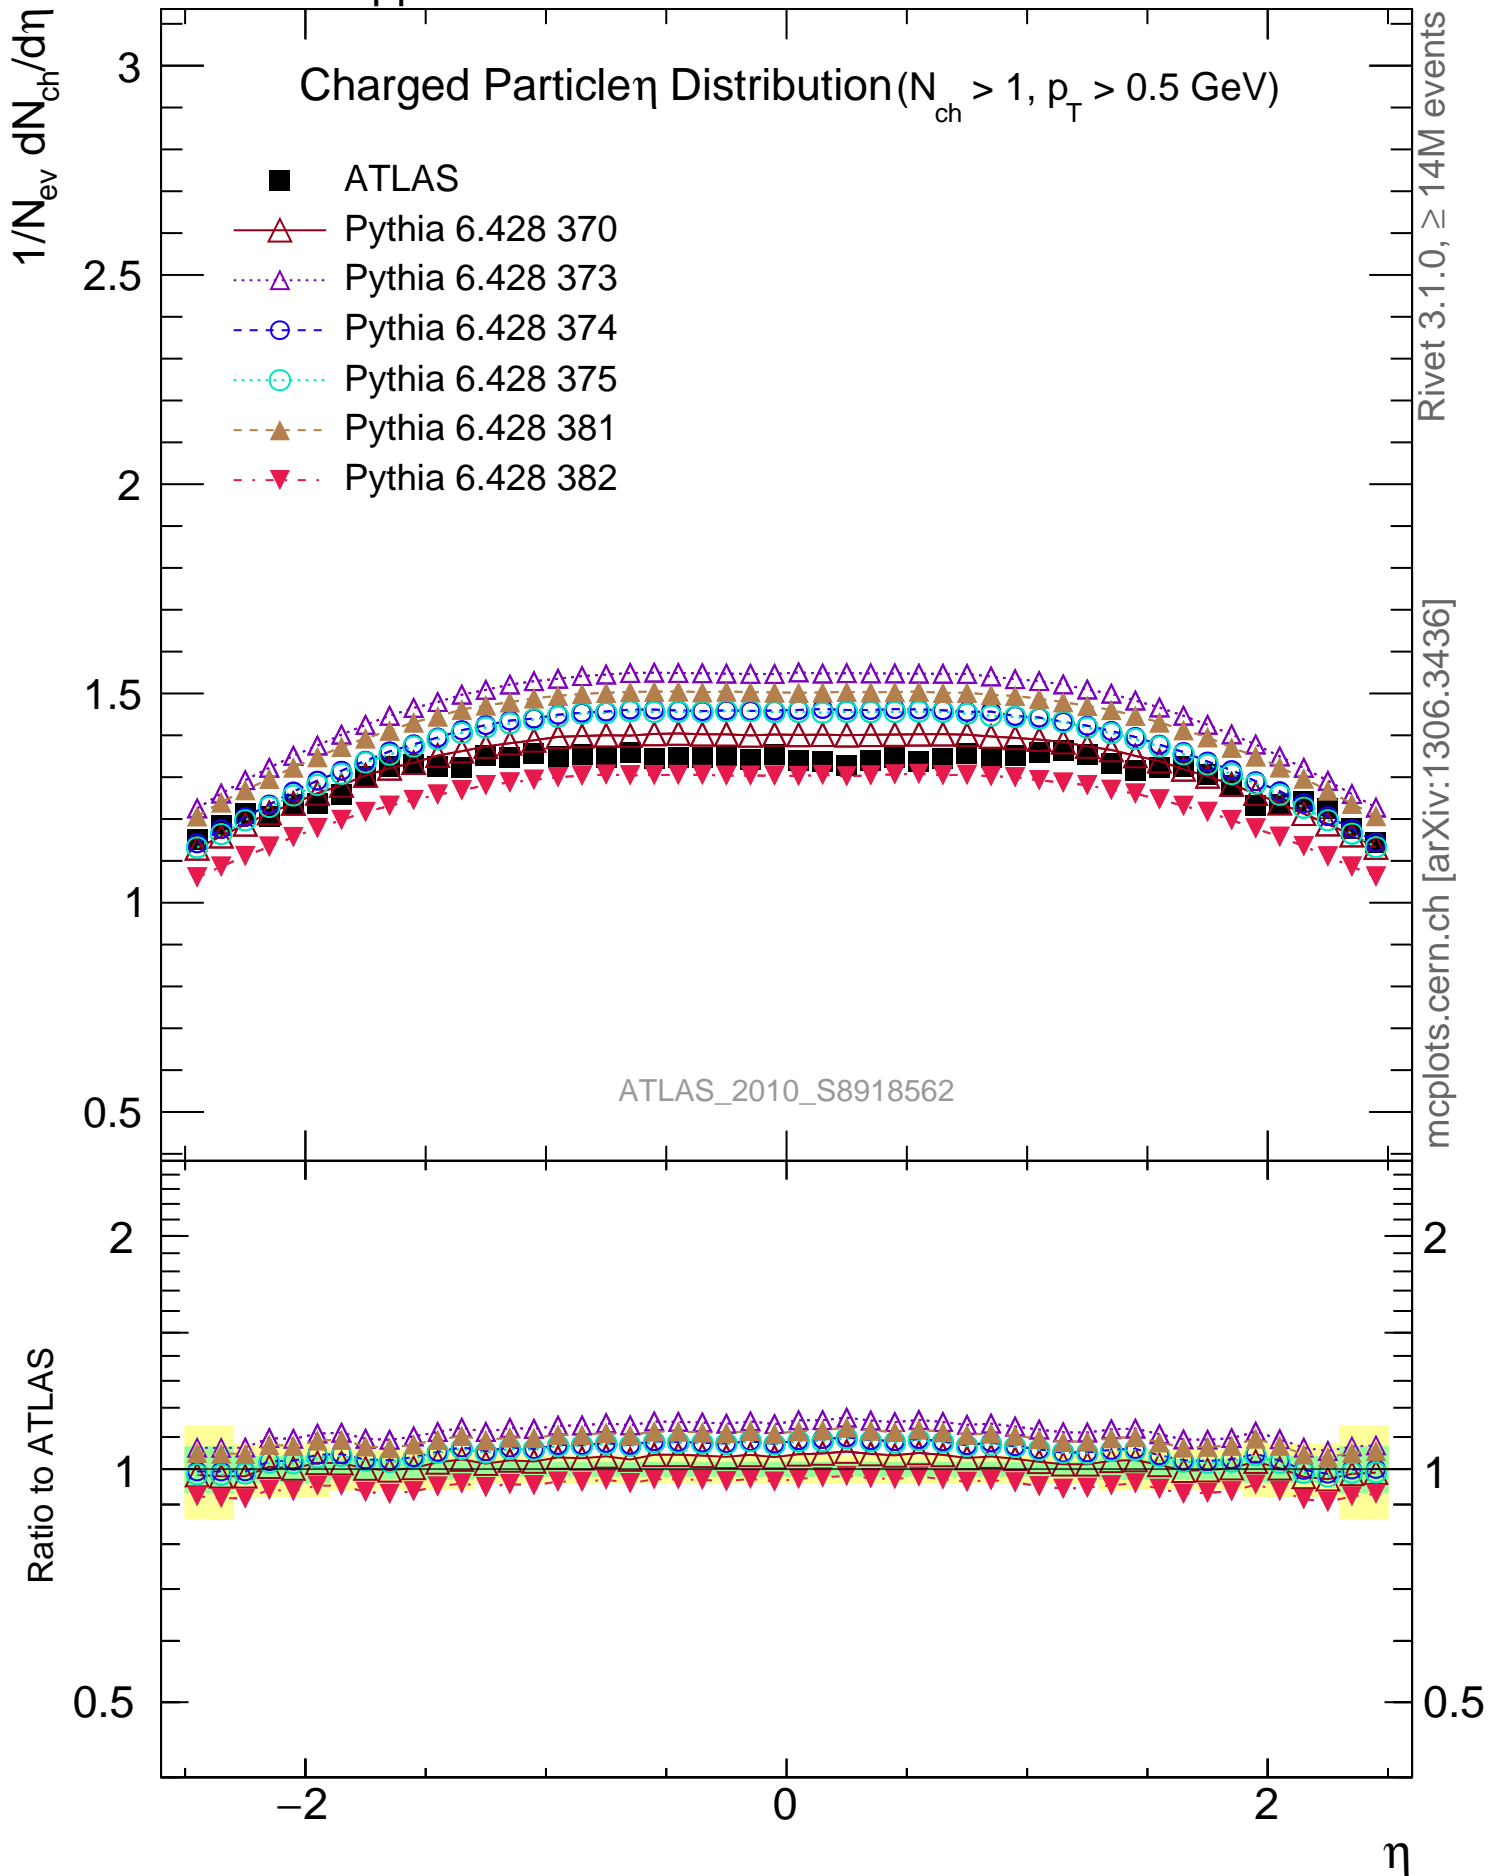 1/N_ev dN_ch/dη
Charged Particleη Distribution (N_ch > 1, p_T > 0.5 GeV)
ATLAS
Pythia 6.428 370
Pythia 6.428 373
Pythia 6.428 374
Pythia 6.428 375
Pythia 6.428 381
Pythia 6.428 382
3
2.5
2
1.5
1
0.5
ATLAS_2010_S8918562
Rivet 3.1.0, ≥ 14M events
mcplots.cern.ch [arXiv:1306.3436]
Ratio to ATLAS
2
1
0.5
2
1
0.5
−2
0
2
η